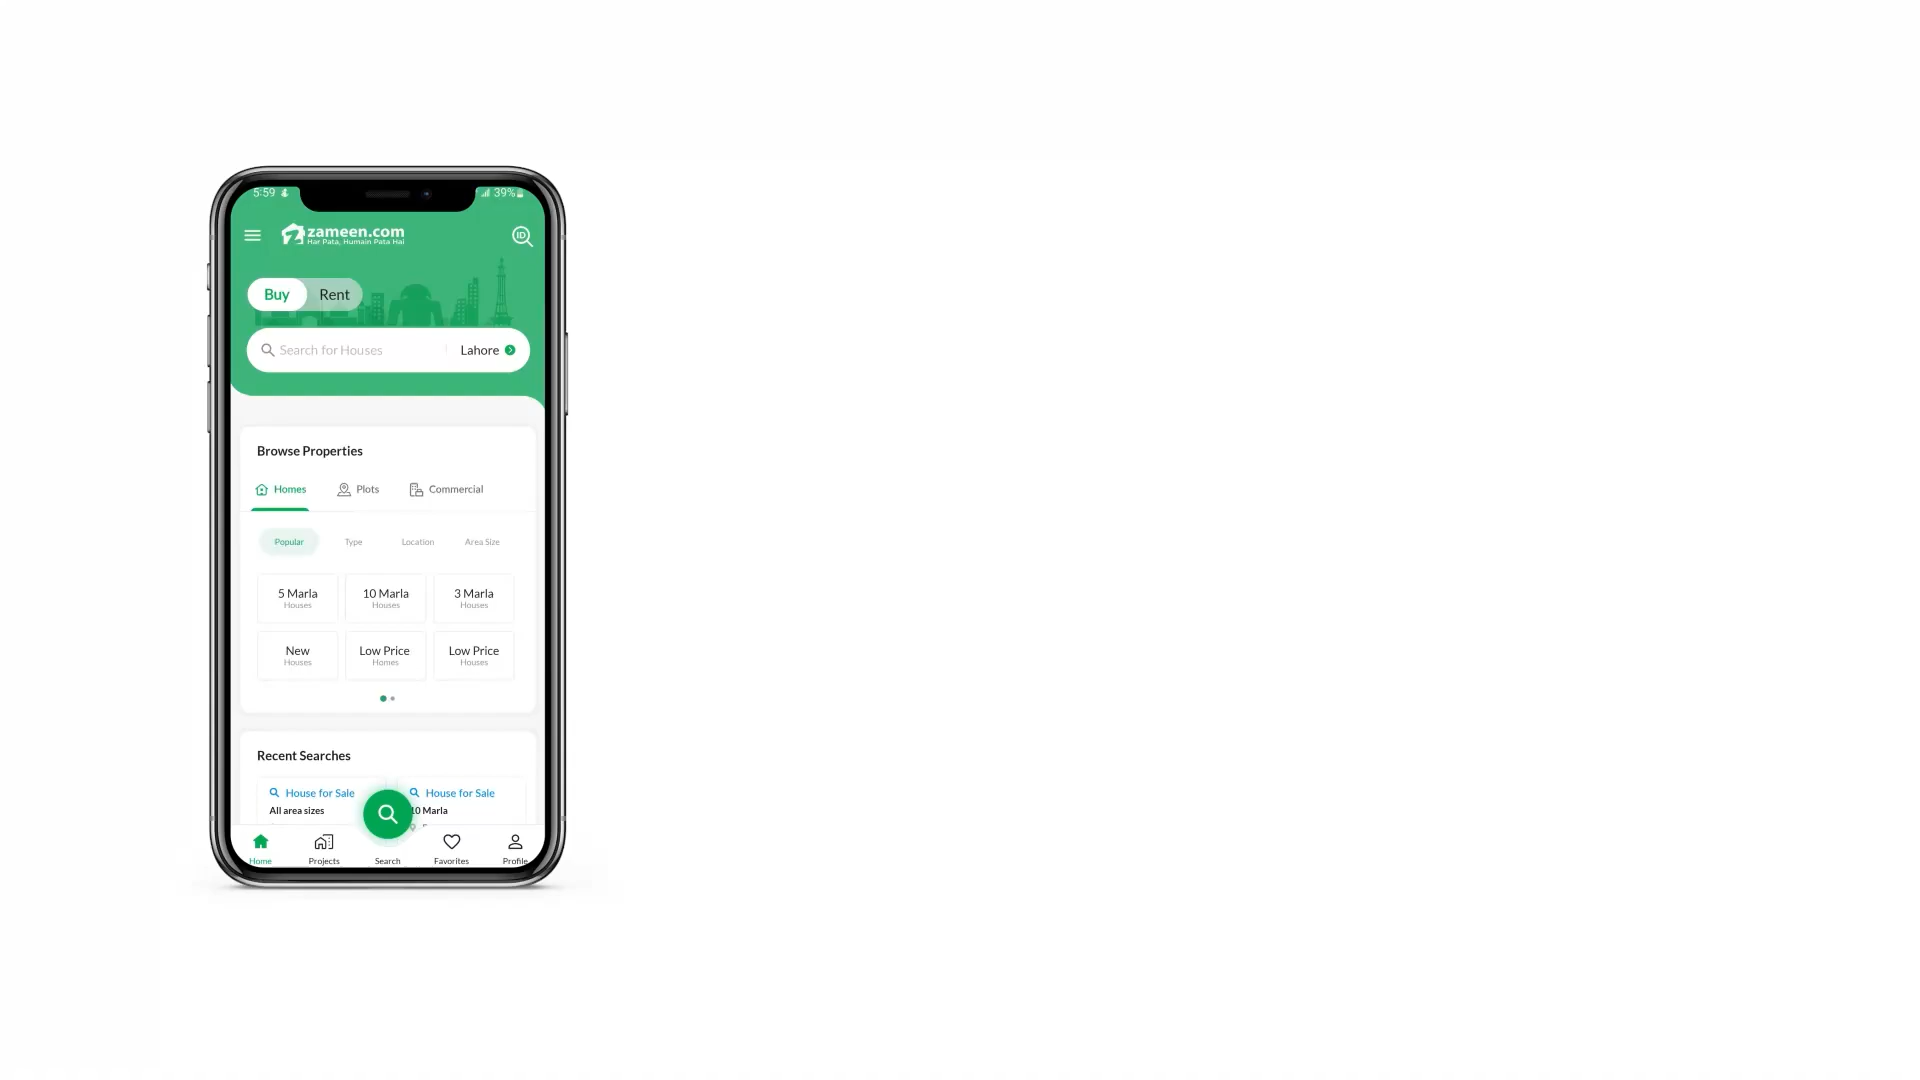 5:59 39%
zameen.com
Har Pata, Humain Pata Hai
ID
Buy Rent
Search for Houses Lahore
Browse Properties
Homes Plots Commercial
Popular Type Location Area Size
5 Marla 10 Marla 3 Marla
Houses Houses Houses
New Low Price Low Price
Houses Homes Houses
Recent Searches
House for Sale House for Sale
All area sizes 10 Marla
Home Projects Search Favorites Profile